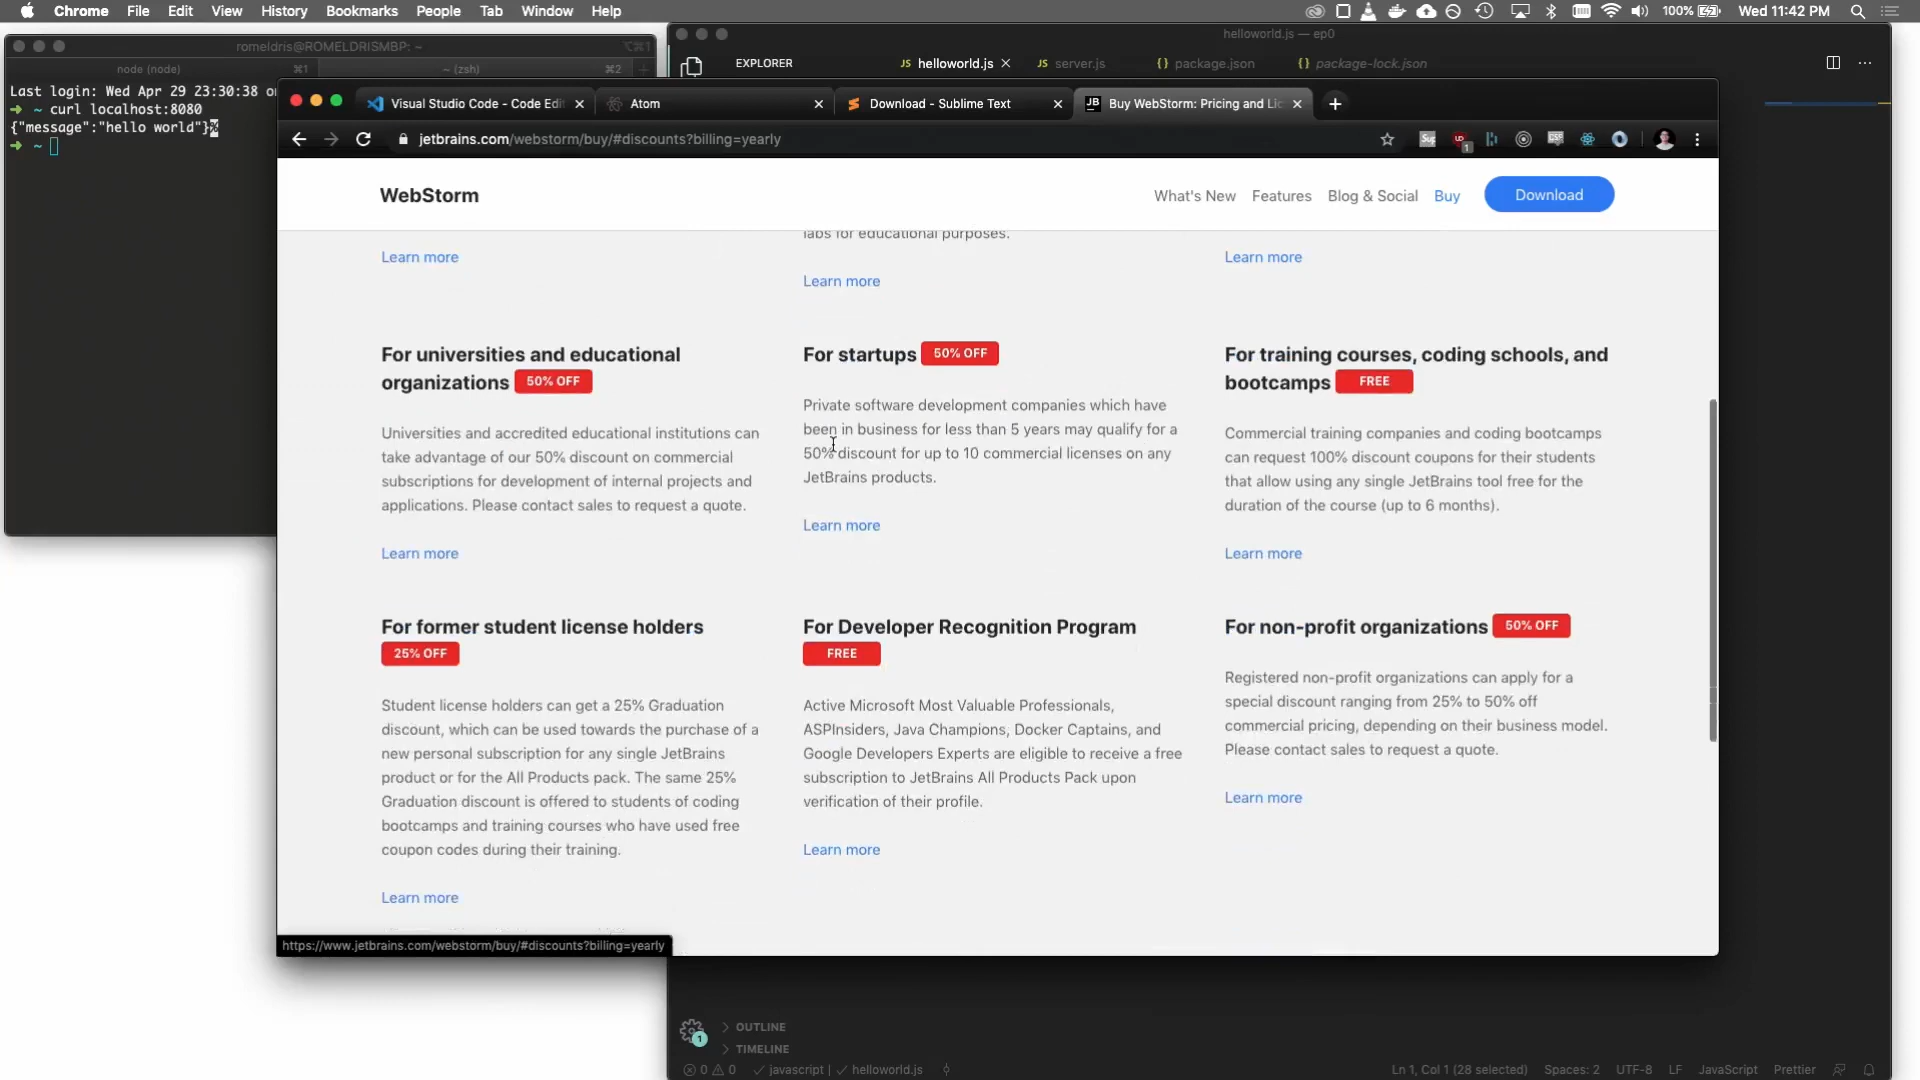 Chrome File Edit View History Bookmarks People Tab Window Help
100% Wed 11:42 PM
romeldris@ROMELDRISMBP: ~ ⌥⌘1
node (node) ⌘1 ~ (zsh) ⌘2
Last login: Wed Apr 29 23:30:38 on
➜ ~ curl localhost:8080
{"message":"hello world"}%
➜ ~
helloworld.js — ep0
EXPLORER
JS helloworld.js JS server.js {} package.json {} package-lock.json
Visual Studio Code - Code Edit Atom Download - Sublime Text Buy WebStorm: Pricing and Lic
jetbrains.com/webstorm/buy/#discounts?billing=yearly
WebStorm
What's New Features Blog & Social Buy Download
labs for educational purposes.
Learn more
Learn more
Learn more
For universities and educational
organizations 50% OFF
Universities and accredited educational institutions can
take advantage of our 50% discount on commercial
subscriptions for development of internal projects and
applications. Please contact sales to request a quote.
Learn more
For startups 50% OFF
Private software development companies which have
been in business for less than 5 years may qualify for a
50% discount for up to 10 commercial licenses on any
JetBrains products.
Learn more
For training courses, coding schools, and
bootcamps FREE
Commercial training companies and coding bootcamps
can request 100% discount coupons for their students
that allow using any single JetBrains tool free for the
duration of the course (up to 6 months).
Learn more
For former student license holders
25% OFF
Student license holders can get a 25% Graduation
discount, which can be used towards the purchase of a
new personal subscription for any single JetBrains
product or for the All Products pack. The same 25%
Graduation discount is offered to students of coding
bootcamps and training courses who have used free
coupon codes during their training.
Learn more
For Developer Recognition Program
FREE
Active Microsoft Most Valuable Professionals,
ASPInsiders, Java Champions, Docker Captains, and
Google Developers Experts are eligible to receive a free
subscription to JetBrains All Products Pack upon
verification of their profile.
Learn more
For non-profit organizations 50% OFF
Registered non-profit organizations can apply for a
special discount ranging from 25% to 50% off
commercial pricing, depending on their business model.
Please contact sales to request a quote.
Learn more
https://www.jetbrains.com/webstorm/buy/#discounts?billing=yearly
1
OUTLINE
TIMELINE
0 0 javascript | helloworld.js
Ln 1, Col 1 (28 selected) Spaces: 2 UTF-8 LF JavaScript Prettier